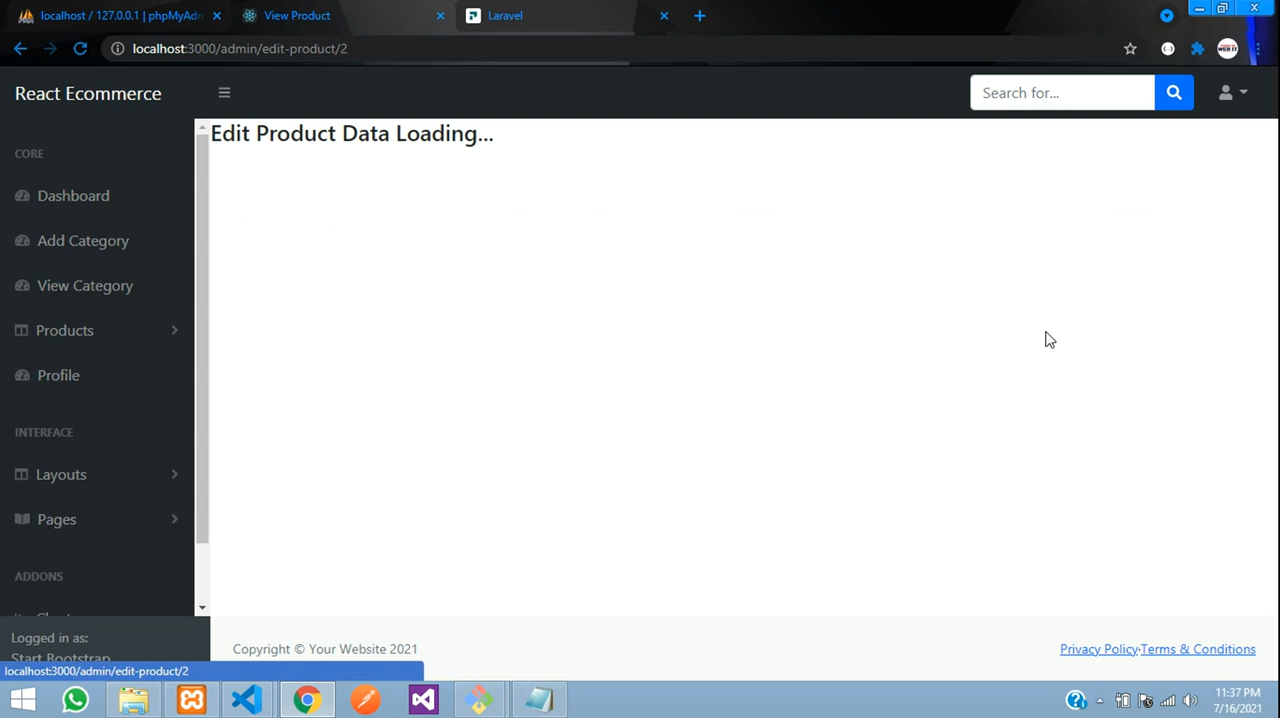 localhost / 127.0.0.1 | phpMyAdn
View Product
Laravel
localhost:3000/admin/edit-product/2
React Ecommerce
Search for...
CORE
Dashboard
Add Category
View Category
Products
Profile
INTERFACE
Layouts
Pages
ADDONS
Logged in as:
Start Bootstrap
Edit Product Data Loading...
Copyright © Your Website 2021
Privacy Policy·Terms & Conditions
localhost:3000/admin/edit-product/2
11:37 PM
7/16/2021